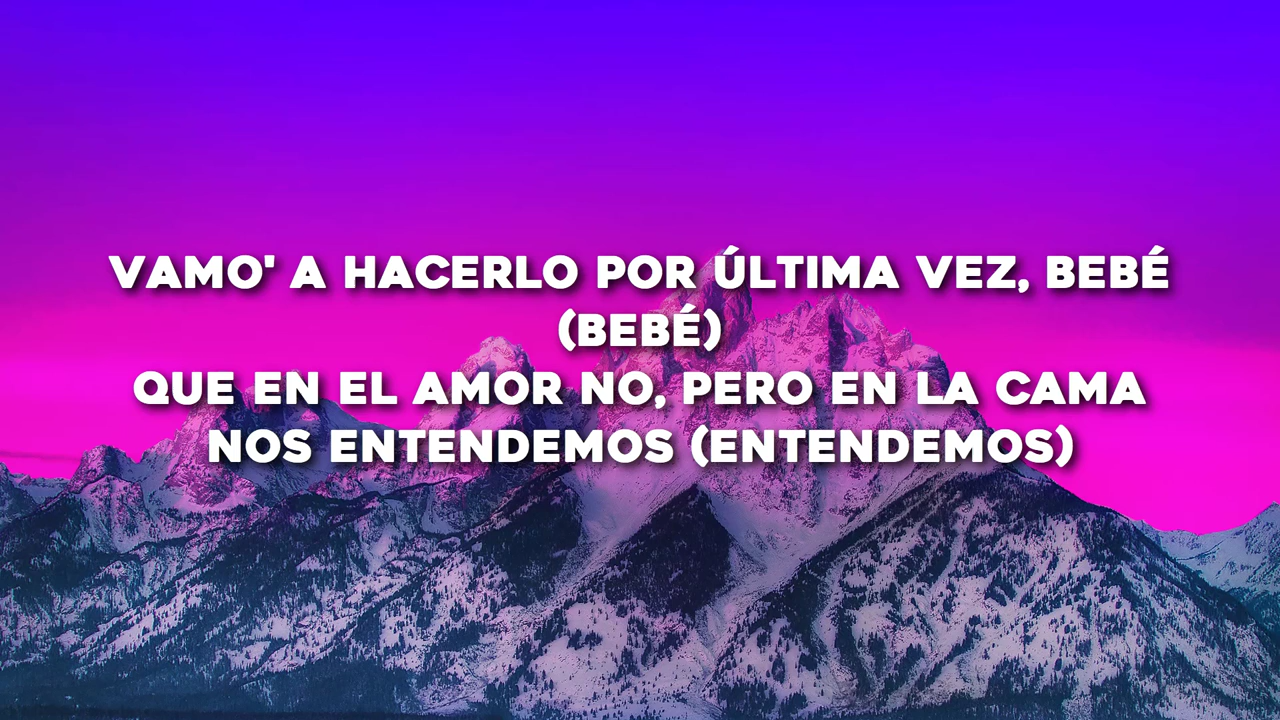 VAMO' A HACERLO POR ÚLTIMA VEZ, BEBÉ
(BEBÉ)
QUE EN EL AMOR NO, PERO EN LA CAMA
NOS ENTENDEMOS (ENTENDEMOS)